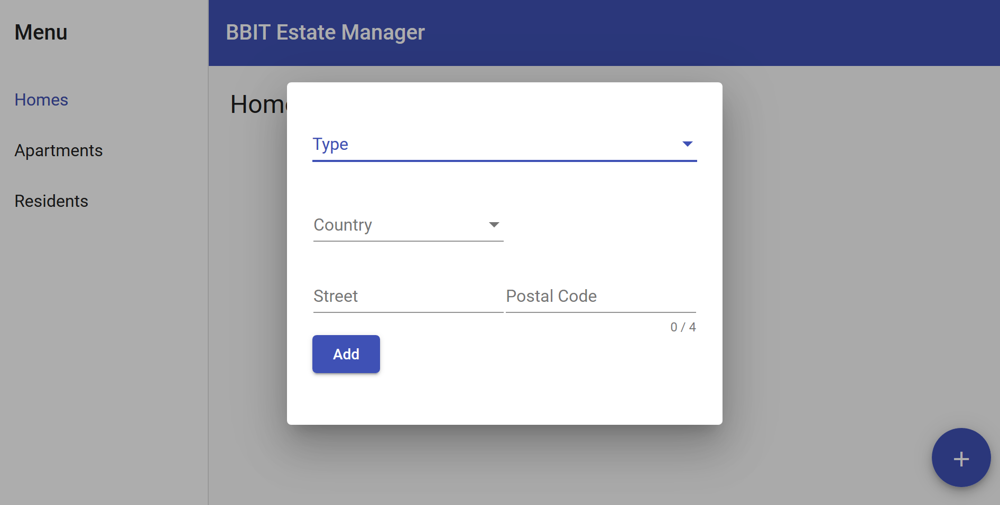 Menu
BBIT Estate Manager
Homes
Apartments
Residents
Hom
Type
Country
Street
Postal Code
0 / 4
Add
+